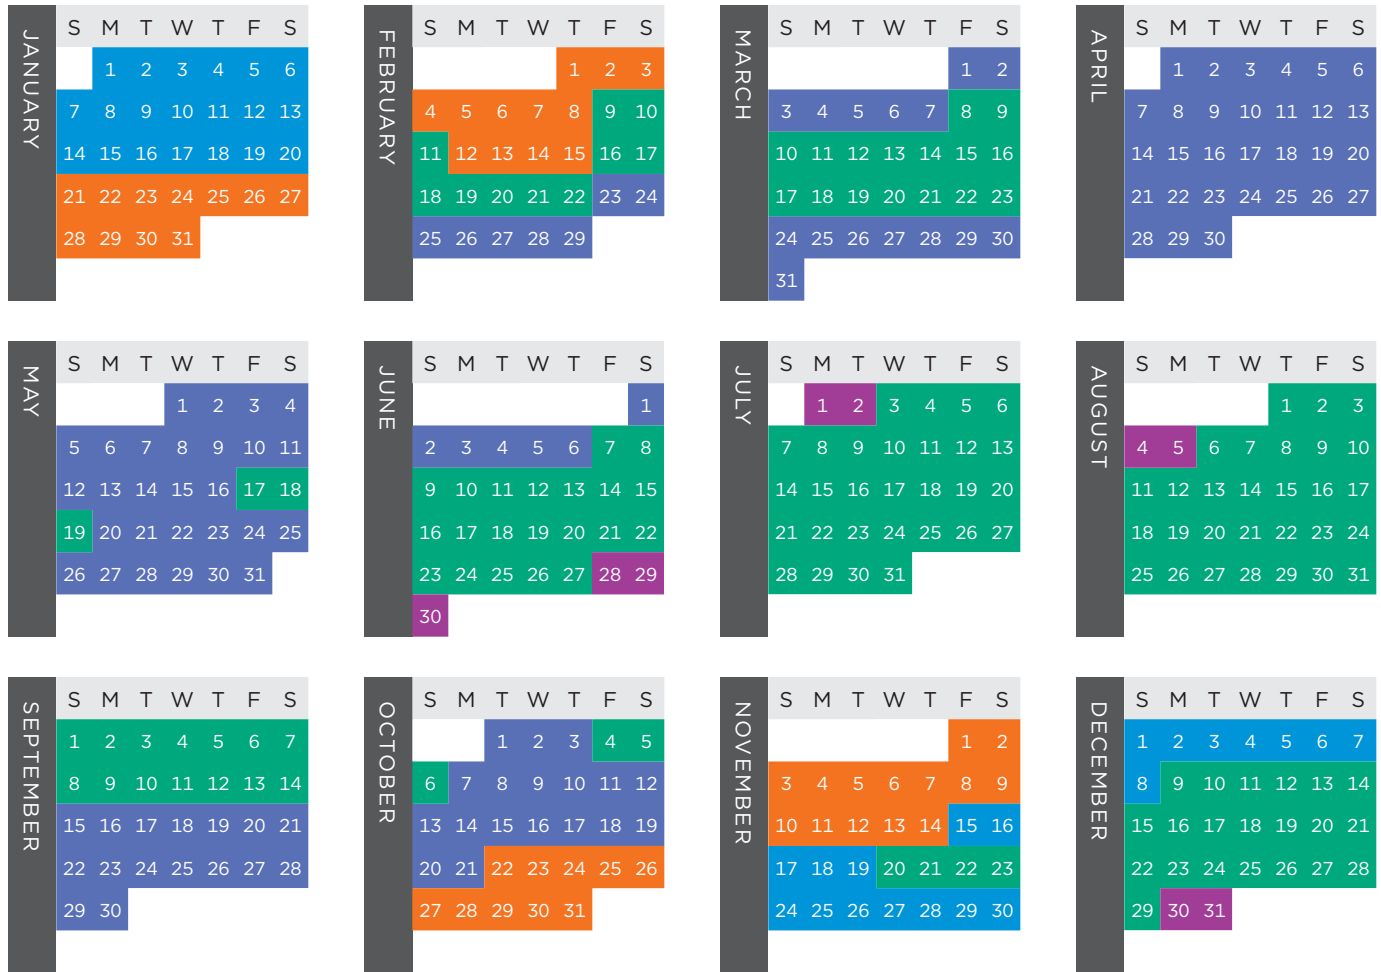 JANUARY
S M T W T F S
1 2 3 4 5 6
7 8 9 10 11 12 13
14 15 16 17 18 19 20
21 22 23 24 25 26 27
28 29 30 31
FEBRUARY
S M T W T F S
1 2 3
4 5 6 7 8 9 10
11 12 13 14 15 16 17
18 19 20 21 22 23 24
25 26 27 28 29
MARCH
S M T W T F S
1 2
3 4 5 6 7 8 9
10 11 12 13 14 15 16
17 18 19 20 21 22 23
24 25 26 27 28 29 30
31
APRIL
S M T W T F S
1 2 3 4 5 6
7 8 9 10 11 12 13
14 15 16 17 18 19 20
21 22 23 24 25 26 27
28 29 30
MAY
S M T W T F S
1 2 3 4
5 6 7 8 9 10 11
12 13 14 15 16 17 18
19 20 21 22 23 24 25
26 27 28 29 30 31
JUNE
S M T W T F S
1
2 3 4 5 6 7 8
9 10 11 12 13 14 15
16 17 18 19 20 21 22
23 24 25 26 27 28 29
30
JULY
S M T W T F S
1 2 3 4 5 6
7 8 9 10 11 12 13
14 15 16 17 18 19 20
21 22 23 24 25 26 27
28 29 30 31
AUGUST
S M T W T F S
1 2 3
4 5 6 7 8 9 10
11 12 13 14 15 16 17
18 19 20 21 22 23 24
25 26 27 28 29 30 31
SEPTEMBER
S M T W T F S
1 2 3 4 5 6 7
8 9 10 11 12 13 14
15 16 17 18 19 20 21
22 23 24 25 26 27 28
29 30
OCTOBER
S M T W T F S
1 2 3 4 5
6 7 8 9 10 11 12
13 14 15 16 17 18 19
20 21 22 23 24 25 26
27 28 29 30 31
NOVEMBER
S M T W T F S
1 2
3 4 5 6 7 8 9
10 11 12 13 14 15 16
17 18 19 20 21 22 23
24 25 26 27 28 29 30
DECEMBER
S M T W T F S
1 2 3 4 5 6 7
8 9 10 11 12 13 14
15 16 17 18 19 20 21
22 23 24 25 26 27 28
29 30 31